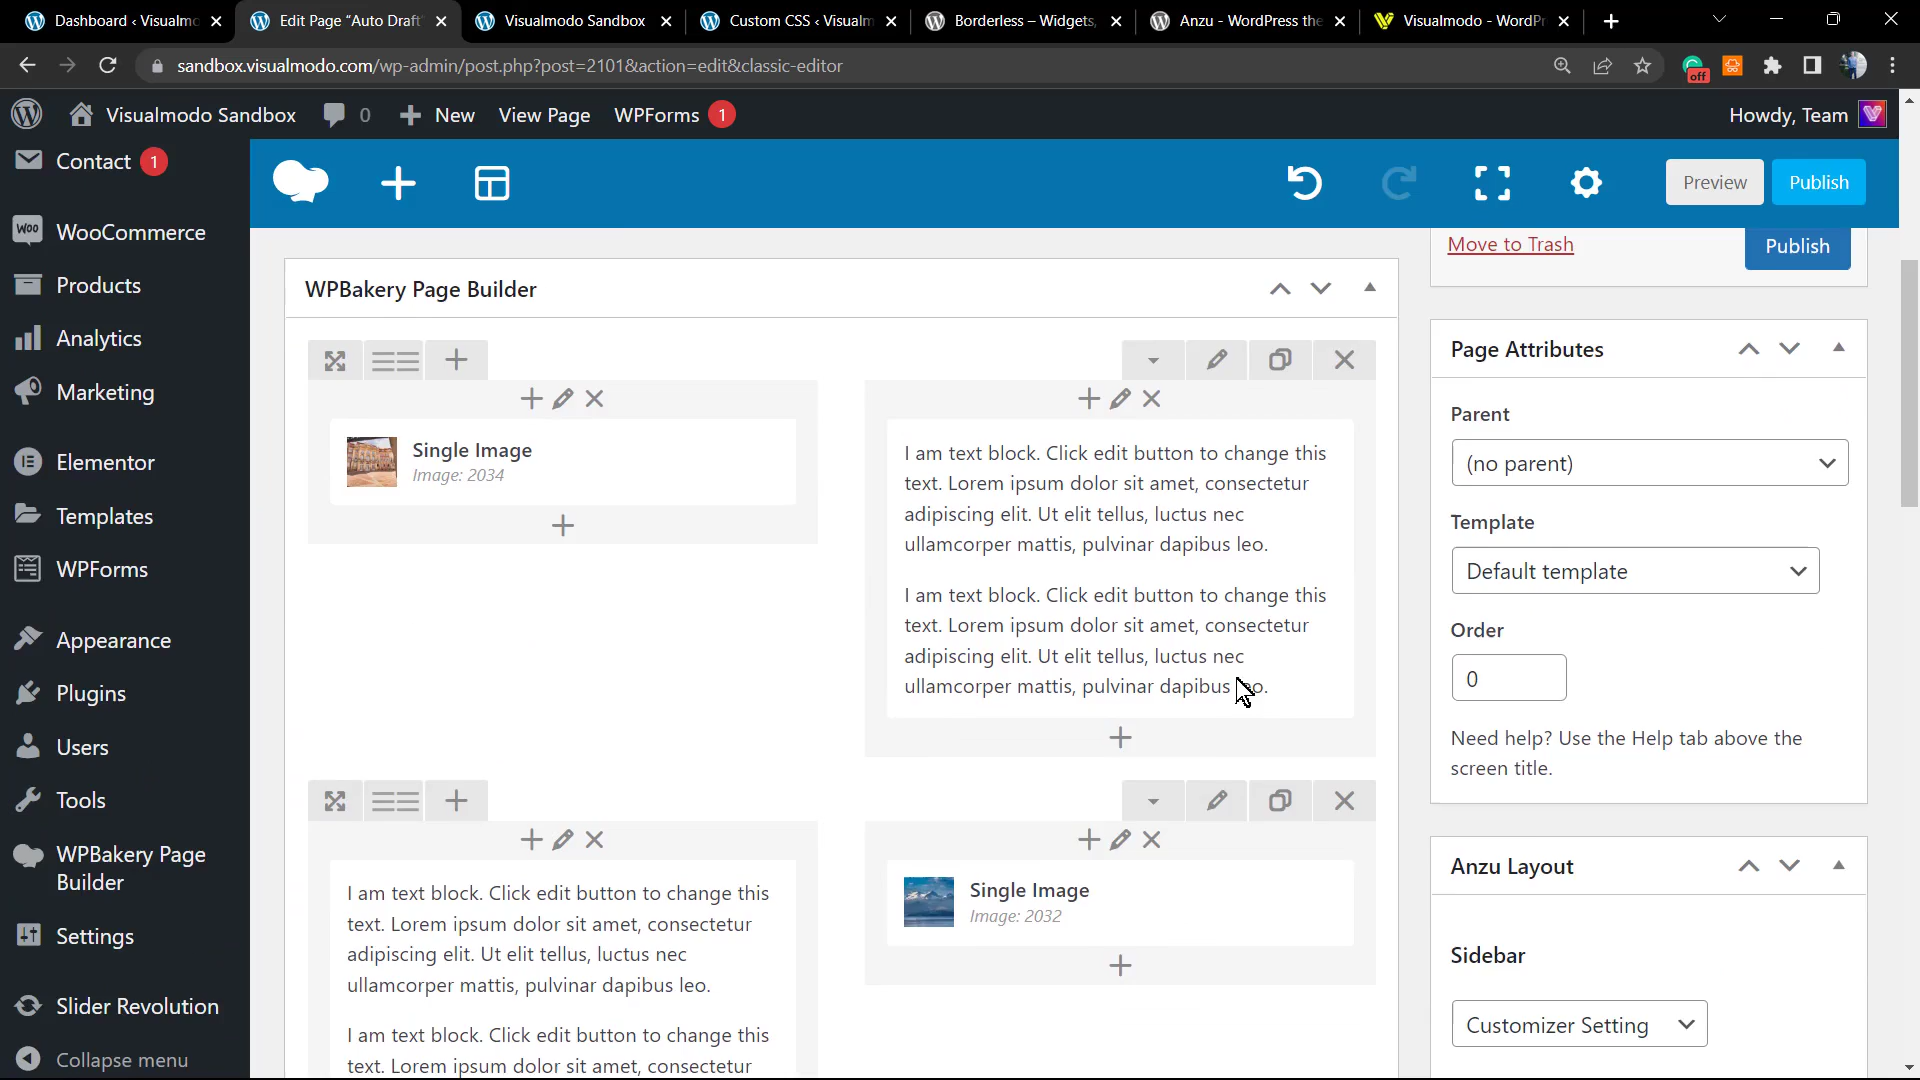 Dashboard ‹ Visualmo
Edit Page "Auto Draft"
Visualmodo Sandbox
Custom CSS ‹ Visualm
Borderless – Widgets,
Anzu - WordPress the
Visualmodo - WordPr
sandbox.visualmodo.com/wp-admin/post.php?post=2101&action=edit&classic-editor
off
Visualmodo Sandbox
0
New
View Page
WPForms 1
Howdy, Team
Contact 1
WooCommerce
Products
Analytics
Marketing
Elementor
Templates
WPForms
Appearance
Plugins
Users
Tools
WPBakery Page
Builder
Settings
Slider Revolution
Collapse menu
Preview
Publish
WPBakery Page Builder
Single Image
Image: 2034
I am text block. Click edit button to change this
text. Lorem ipsum dolor sit amet, consectetur
adipiscing elit. Ut elit tellus, luctus nec
ullamcorper mattis, pulvinar dapibus leo.
I am text block. Click edit button to change this
text. Lorem ipsum dolor sit amet, consectetur
adipiscing elit. Ut elit tellus, luctus nec
ullamcorper mattis, pulvinar dapibus leo.
I am text block. Click edit button to change this
text. Lorem ipsum dolor sit amet, consectetur
adipiscing elit. Ut elit tellus, luctus nec
ullamcorper mattis, pulvinar dapibus leo.
I am text block. Click edit button to change this
text. Lorem ipsum dolor sit amet, consectetur
Single Image
Image: 2032
Move to Trash
Publish
Page Attributes
Parent
(no parent)
Template
Default template
Order
0
Need help? Use the Help tab above the
screen title.
Anzu Layout
Sidebar
Customizer Setting